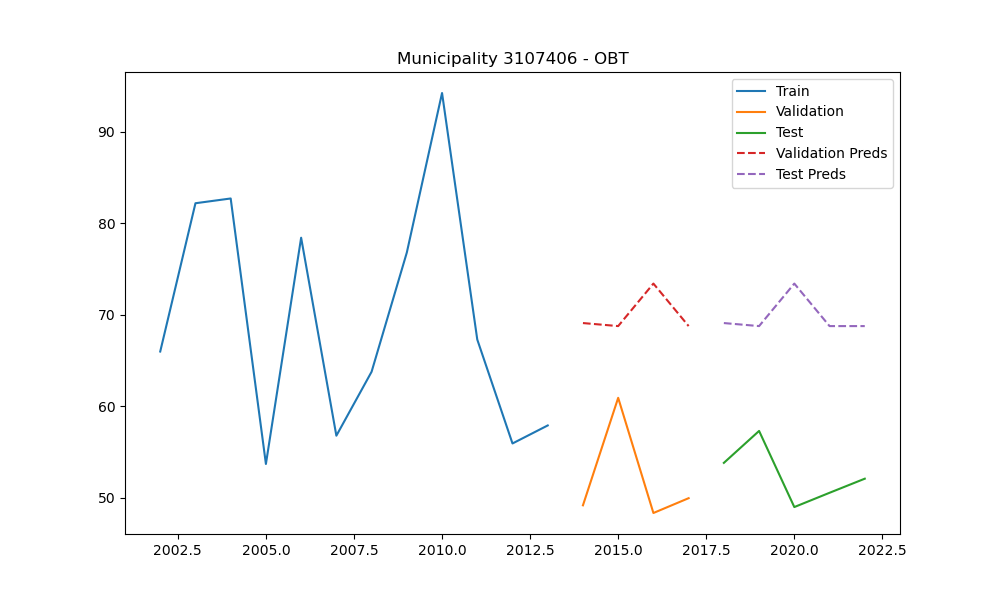 Municipality 3107406 - OBT
Train
Validation
Test
Validation Preds
Test Preds
90
80
70
60
50
2002.5 2005.0 2007.5 2010.0 2012.5 2015.0 2017.5 2020.0 2022.5